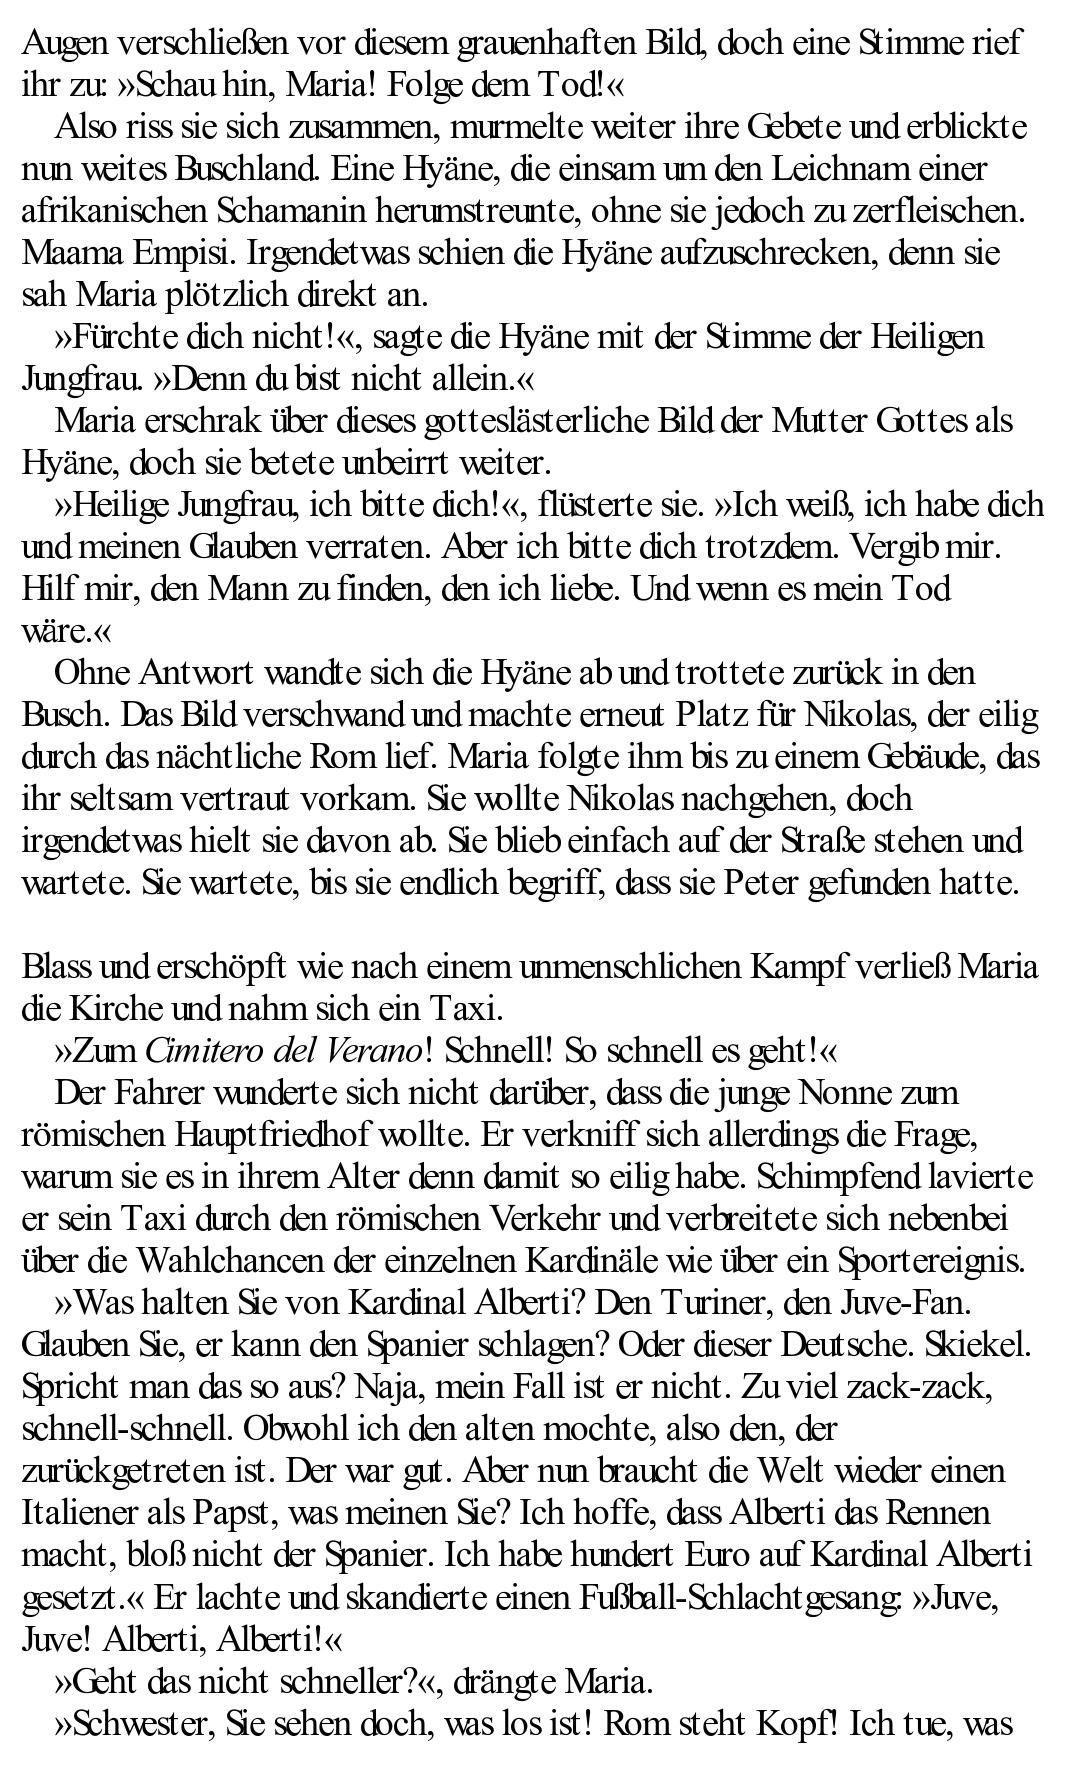 Augen verschließen vor diesem grauenhaften Bild, doch eine Stimme rief
ihr zu: »Schau hin, Maria! Folge dem Tod!«
Also riss sie sich zusammen, murmelte weiter ihre Gebete und erblickte
nun weites Buschland. Eine Hyäne, die einsam um den Leichnam einer
afrikanischen Schamanin herumstreunte, ohne sie jedoch zu zerfleischen.
Maama Empisi. Irgendetwas schien die Hyäne aufzuschrecken, denn sie
sah Maria plötzlich direkt an.
»Fürchte dich nicht!«, sagte die Hyäne mit der Stimme der Heiligen
Jungfrau. »Denn du bist nicht allein.«
Maria erschrak über dieses gotteslästerliche Bild der Mutter Gottes als
Hyäne, doch sie betete unbeirrt weiter.
»Heilige Jungfrau, ich bitte dich!«, flüsterte sie. »Ich weiß, ich habe dich
und meinen Glauben verraten. Aber ich bitte dich trotzdem. Vergib mir.
Hilf mir, den Mann zu finden, den ich liebe. Und wenn es mein Tod
wäre.«
Ohne Antwort wandte sich die Hyäne ab und trottete zurück in den
Busch. Das Bild verschwand und machte erneut Platz für Nikolas, der eilig
durch das nächtliche Rom lief. Maria folgte ihm bis zu einem Gebäude, das
ihr seltsam vertraut vorkam. Sie wollte Nikolas nachgehen, doch
irgendetwas hielt sie davon ab. Sie blieb einfach auf der Straße stehen und
wartete. Sie wartete, bis sie endlich begriff, dass sie Peter gefunden hatte.
Blass und erschöpft wie nach einem unmenschlichen Kampf verließ Maria
die Kirche und nahm sich ein Taxi.
»Zum Cimitero del Verano! Schnell! So schnell es geht!«
Der Fahrer wunderte sich nicht darüber, dass die junge Nonne zum
römischen Hauptfriedhof wollte. Er verkniff sich allerdings die Frage,
warum sie es in ihrem Alter denn damit so eilig habe. Schimpfend lavierte
er sein Taxi durch den römischen Verkehr und verbreitete sich nebenbei
über die Wahlchancen der einzelnen Kardinäle wie über ein Sportereignis.
»Was halten Sie von Kardinal Alberti? Den Turiner, den Juve-Fan.
Glauben Sie, er kann den Spanier schlagen? Oder dieser Deutsche. Skiekel.
Spricht man das so aus? Naja, mein Fall ist er nicht. Zu viel zack-zack,
schnell-schnell. Obwohl ich den alten mochte, also den, der
zurückgetreten ist. Der war gut. Aber nun braucht die Welt wieder einen
Italiener als Papst, was meinen Sie? Ich hoffe, dass Alberti das Rennen
macht, bloß nicht der Spanier. Ich habe hundert Euro auf Kardinal Alberti
gesetzt.« Er lachte und skandierte einen Fußball-Schlachtgesang: »Juve,
Juve! Alberti, Alberti!«
»Geht das nicht schneller?«, drängte Maria.
»Schwester, Sie sehen doch, was los ist! Rom steht Kopf! Ich tue, was